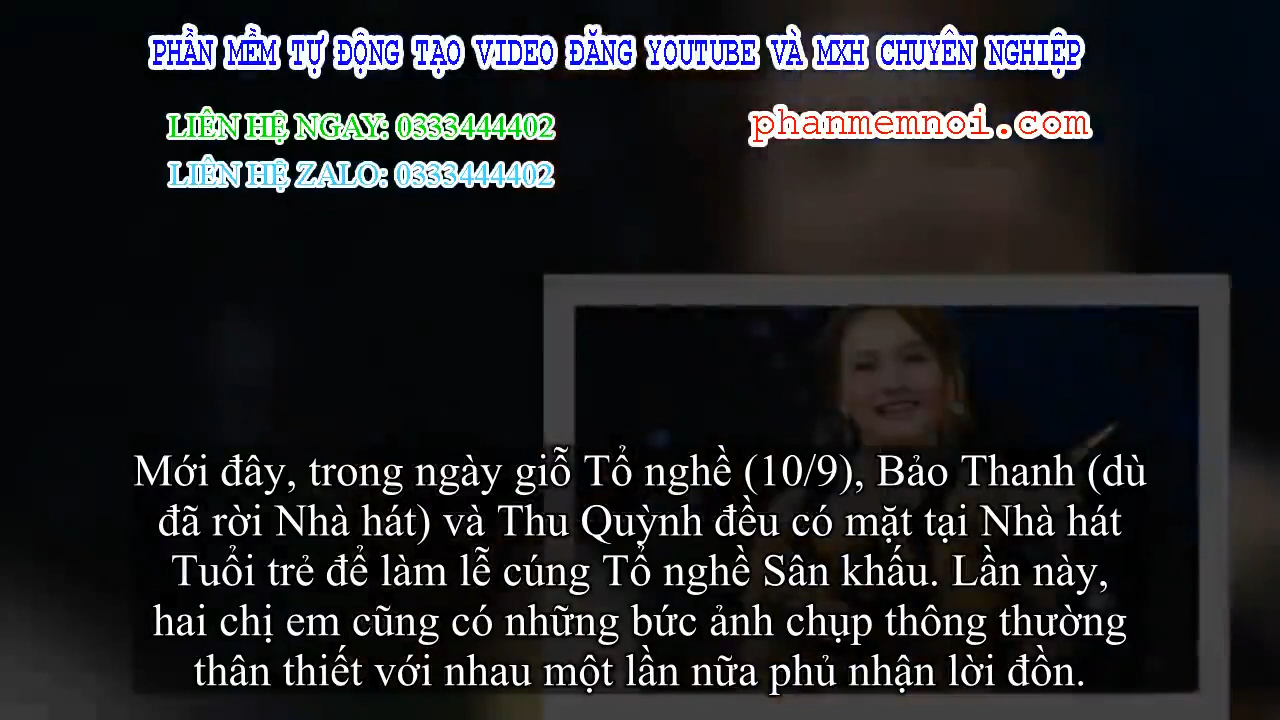 PHẦN MỀM TỰ ĐỘNG TẠO VIDEO ĐĂNG YOUTUBE VÀ MXH CHUYÊN NGHIỆP
LIÊN HỆ NGAY: 0333444402
phanmemnoi.com
LIÊN HỆ ZALO: 0333444402
Mới đây, trong ngày giỗ Tổ nghề (10/9), Bảo Thanh (dù
đã rời Nhà hát) và Thu Quỳnh đều có mặt tại Nhà hát
Tuổi trẻ để làm lễ cúng Tổ nghề Sân khấu. Lần này,
hai chị em cũng có những bức ảnh chụp thông thường
thân thiết với nhau một lần nữa phủ nhận lời đồn.